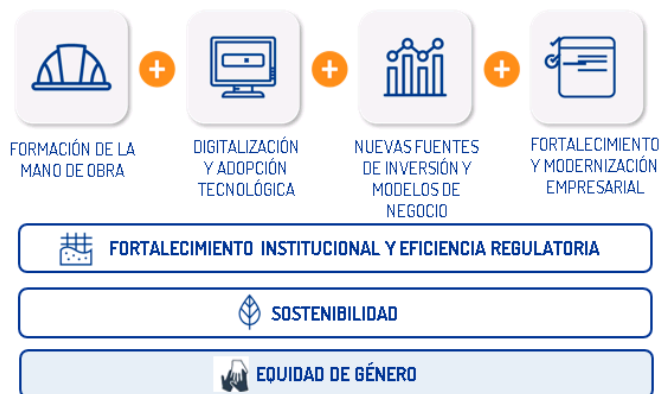 FORMACIÓN DE LA
MANO DE OBRA
DIGITALIZACIÓN
Y ADOPCIÓN
TECNOLÓGICA
NUEVAS FUENTES
DE INVERSIÓN Y
MODELOS DE
NEGOCIO
FORTALECIMIENTO
Y MODERNIZACIÓN
EMPRESARIAL
FORTALECIMIENTO INSTITUCIONAL Y EFICIENCIA REGULATORIA
SOSTENIBILIDAD
EQUIDAD DE GÉNERO